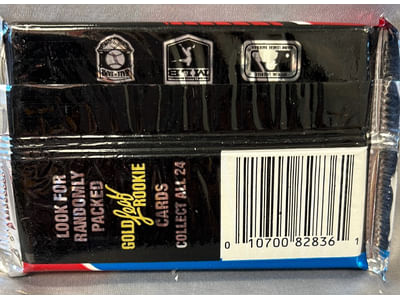 LOOK FOR
RANDOMLY
PACKED
GOLD Leaf ROOKIE
CARDS
COLLECT ALL 24
0 10700 82836 1